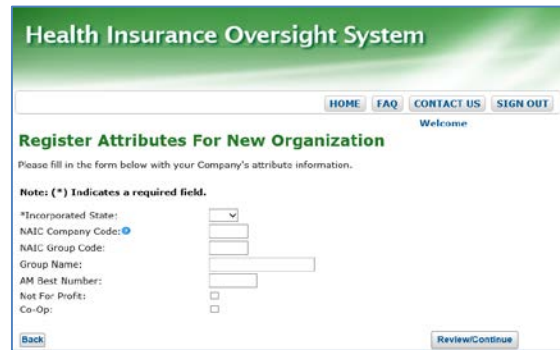 Health Insurance Oversight System
HOME FAQ CONTACT US SIGN OUT
Welcome
Register Attributes For New Organization
Please fill in the form below with your Company's attribute information.
Note: (*) Indicates a required field.
*Incorporated State:
NAIC Company Code:
NAIC Group Code:
Group Name:
AM Best Number:
Not For Profit:
Co-Op:
Back Review/Continue